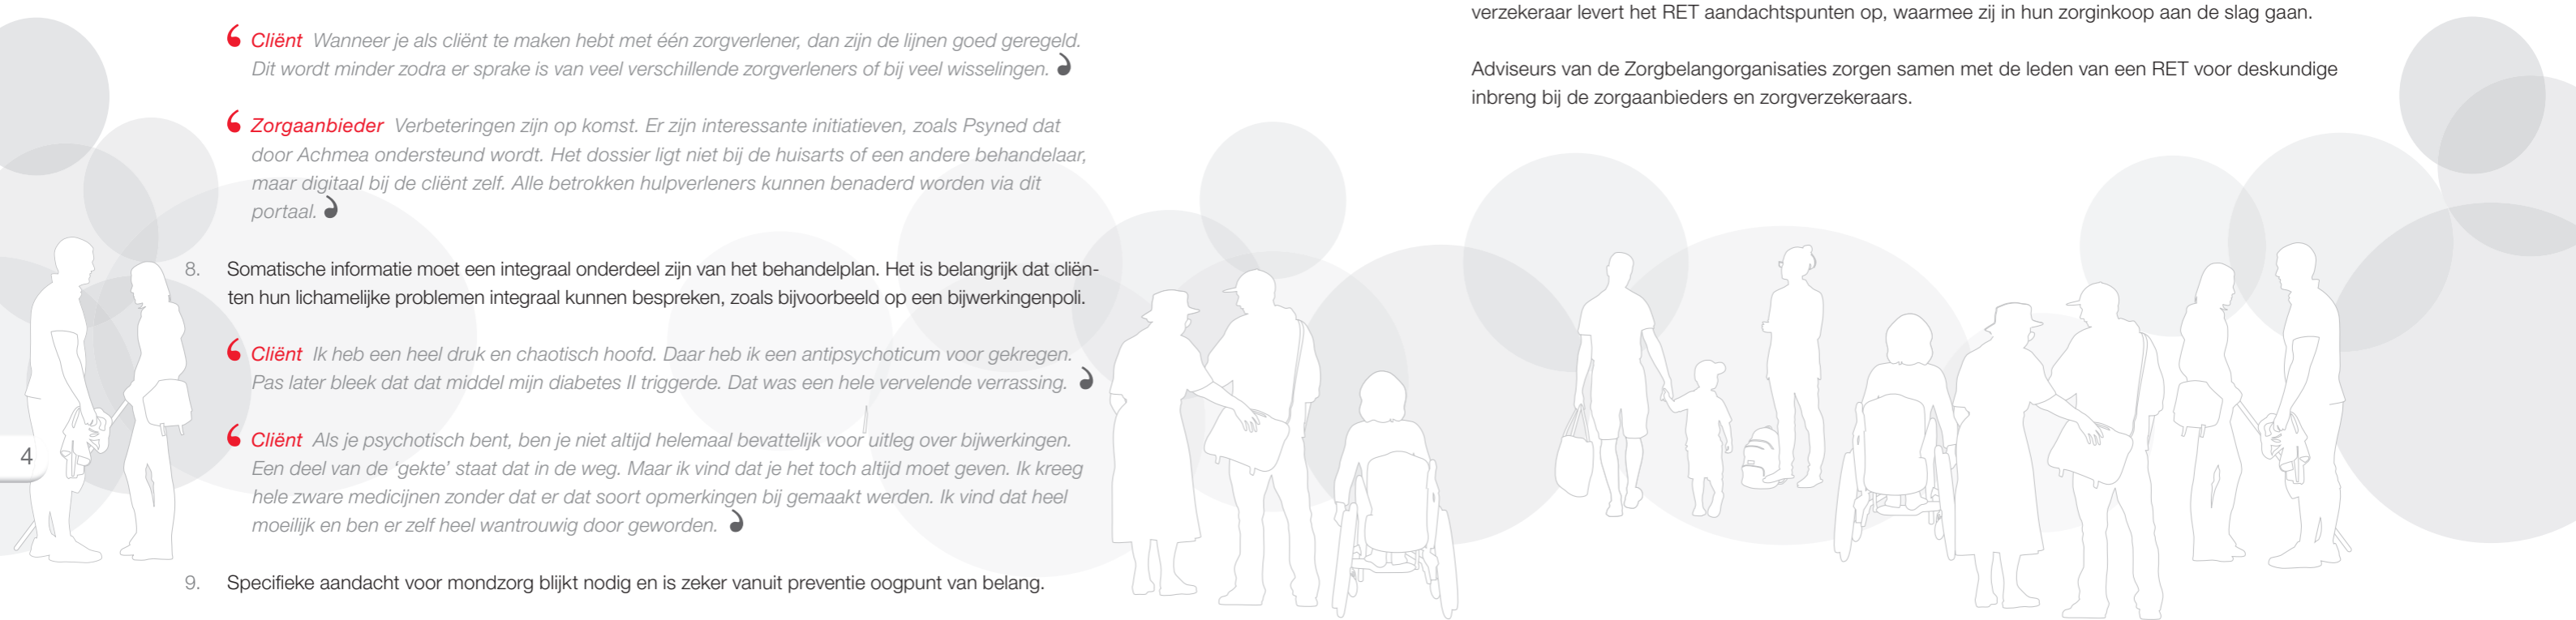 ‘ Cliënt Wanneer je als cliënt te maken hebt met één zorgverlener, dan zijn de lijnen goed geregeld.
Dit wordt minder zodra er sprake is van veel verschillende zorgverleners of bij veel wisselingen. ’
‘ Zorgaanbieder Verbeteringen zijn op komst. Er zijn interessante initiatieven, zoals Psyned dat
door Achmea ondersteund wordt. Het dossier ligt niet bij de huisarts of een andere behandelaar,
maar digitaal bij de cliënt zelf. Alle betrokken hulpverleners kunnen benaderd worden via dit
portaal. ’
8. Somatische informatie moet een integraal onderdeel zijn van het behandelplan. Het is belangrijk dat cliën-
ten hun lichamelijke problemen integraal kunnen bespreken, zoals bijvoorbeeld op een bijwerkingenpoli.
‘ Cliënt Ik heb een heel druk en chaotisch hoofd. Daar heb ik een antipsychoticum voor gekregen.
Pas later bleek dat dat middel mijn diabetes II triggerde. Dat was een hele vervelende verrassing. ’
‘ Cliënt Als je psychotisch bent, ben je niet altijd helemaal bevattelijk voor uitleg over bijwerkingen.
Een deel van de ‘gekte’ staat dat in de weg. Maar ik vind dat je het toch altijd moet geven. Ik kreeg
hele zware medicijnen zonder dat er dat soort opmerkingen bij gemaakt werden. Ik vind dat heel
moeilijk en ben er zelf heel wantrouwig door geworden. ’
9. Specifieke aandacht voor mondzorg blijkt nodig en is zeker vanuit preventie oogpunt van belang.
4
verzekeraar levert het RET aandachtspunten op, waarmee zij in hun zorginkoop aan de slag gaan.
Adviseurs van de Zorgbelangorganisaties zorgen samen met de leden van een RET voor deskundige
inbreng bij de zorgaanbieders en zorgverzekeraars.